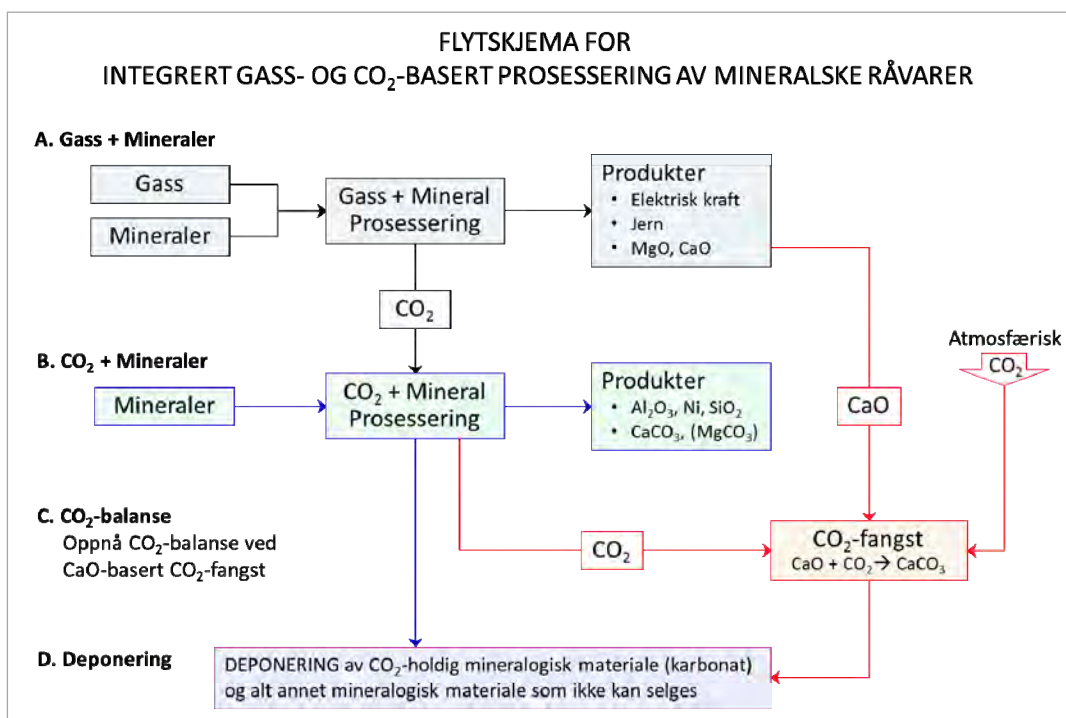 FLYTSKJEMA FOR
INTEGRERT GASS- OG CO₂-BASERT PROSESSERING AV MINERALSKE RÅVARER
A. Gass + Mineraler
Gass
Mineraler
Gass + Mineral
Prosessering
Produkter
• Elektrisk kraft
• Jern
• MgO, CaO
CO₂
Atmosfærisk
CO₂
B. CO₂ + Mineraler
Mineraler
CO₂ + Mineral
Prosessering
Produkter
• Al₂O₃, Ni, SiO₂
• CaCO₃, (MgCO₃)
CaO
C. CO₂-balanse
Oppnå CO₂-balanse ved
CaO-basert CO₂-fangst
CO₂
CO₂-fangst
CaO + CO₂→ CaCO₃
D. Deponering
DEPONERING av CO₂-holdig mineralogisk materiale (karbonat)
og alt annet mineralogisk materiale som ikke kan selges